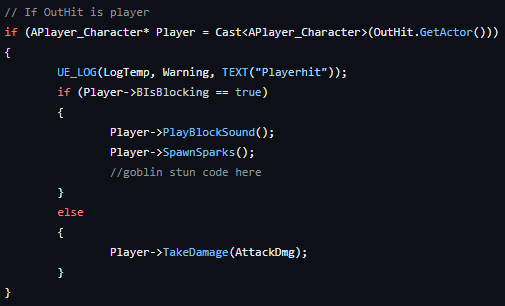 // If OutHit is player
if (APlayer_Character* Player = Cast<APlayer_Character>(OutHit.GetActor()))
{
UE_LOG(LogTemp, Warning, TEXT("Playerhit"));
if (Player->BIsBlocking == true)
{
Player->PlayBlockSound();
Player->SpawnSparks();
//goblin stun code here
}
else
{
Player->TakeDamage(AttackDmg);
}
}